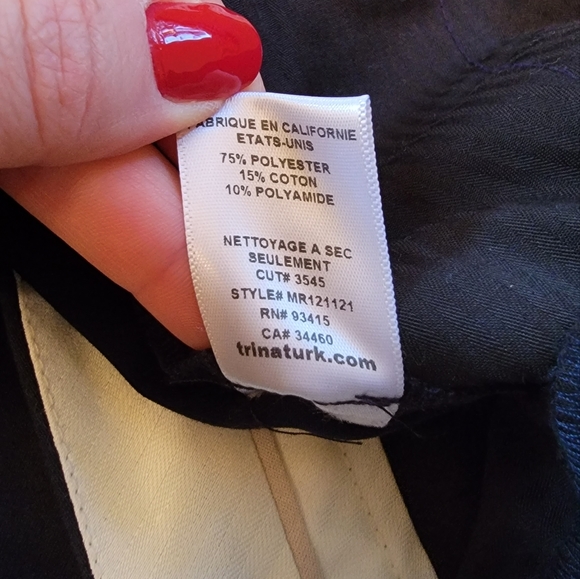 FABRIQUE EN CALIFORNIE
ETATS-UNIS
75% POLYESTER
15% COTON
10% POLYAMIDE
NETTOYAGE A SEC
SEULEMENT
CUT# 3545
STYLE# MR121121
RN# 93415
CA# 34460
trinaturk.com